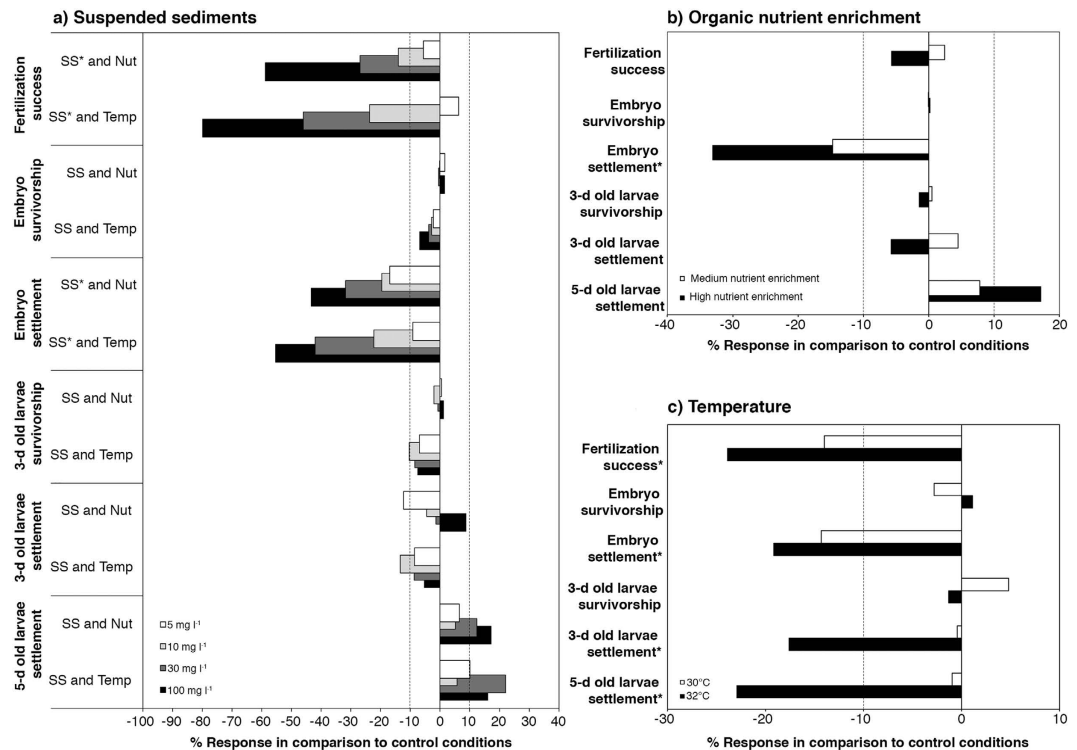 a) Suspended sediments
Fertilization
success
SS* and Nut
SS* and Temp
Embryo
survivorship
SS and Nut
SS and Temp
Embryo
settlement
SS* and Nut
SS* and Temp
3-d old larvae
survivorship
SS and Nut
SS and Temp
3-d old larvae
settlement
SS and Nut
SS and Temp
5-d old larvae
settlement
SS and Nut
SS and Temp
5 mg l⁻¹
10 mg l⁻¹
30 mg l⁻¹
100 mg l⁻¹
-100 -90 -80 -70 -60 -50 -40 -30 -20 -10 0 10 20 30 40
% Response in comparison to control conditions
b) Organic nutrient enrichment
Fertilization
success
Embryo
survivorship
Embryo
settlement*
3-d old larvae
survivorship
3-d old larvae
settlement
5-d old larvae
settlement
Medium nutrient enrichment
High nutrient enrichment
-40 -30 -20 -10 0 10 20
% Response in comparison to control conditions
c) Temperature
Fertilization
success*
Embryo
survivorship
Embryo
settlement*
3-d old larvae
survivorship
3-d old larvae
settlement*
5-d old larvae
settlement*
30°C
32°C
-30 -20 -10 0 10
% Response in comparison to control conditions